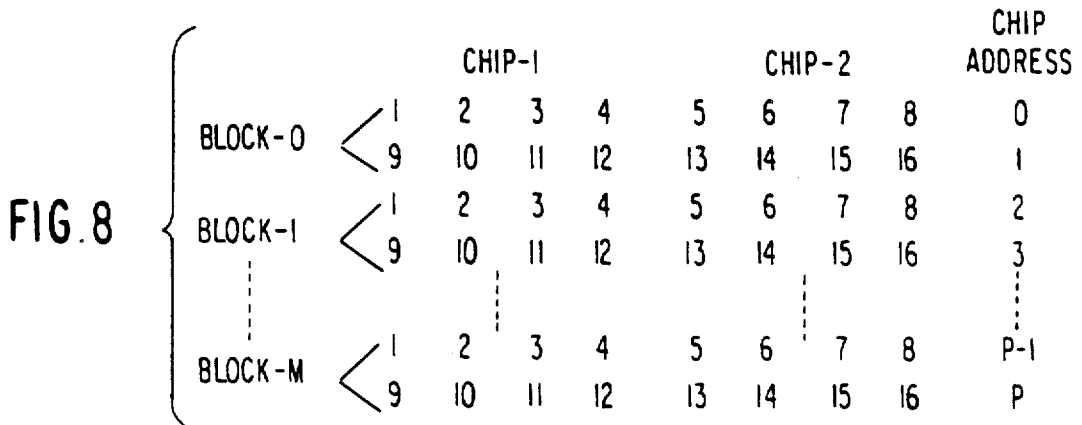 CHIP
CHIP-1 CHIP-2 ADDRESS
1 2 3 4 5 6 7 8 0
BLOCK-0
9 10 11 12 13 14 15 16 1
1 2 3 4 5 6 7 8 2
FIG.8 BLOCK-1
9 10 11 12 13 14 15 16 3
1 2 3 4 5 6 7 8 P-1
BLOCK-M
9 10 11 12 13 14 15 16 P